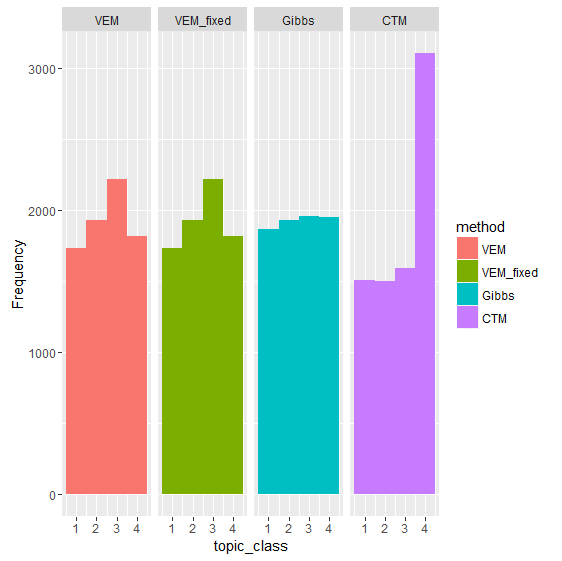 VEM VEM_fixed Gibbs CTM
3000
2000
1000
0
Frequency
1 2 3 4 1 2 3 4 1 2 3 4 1 2 3 4
topic_class
method
VEM
VEM_fixed
Gibbs
CTM